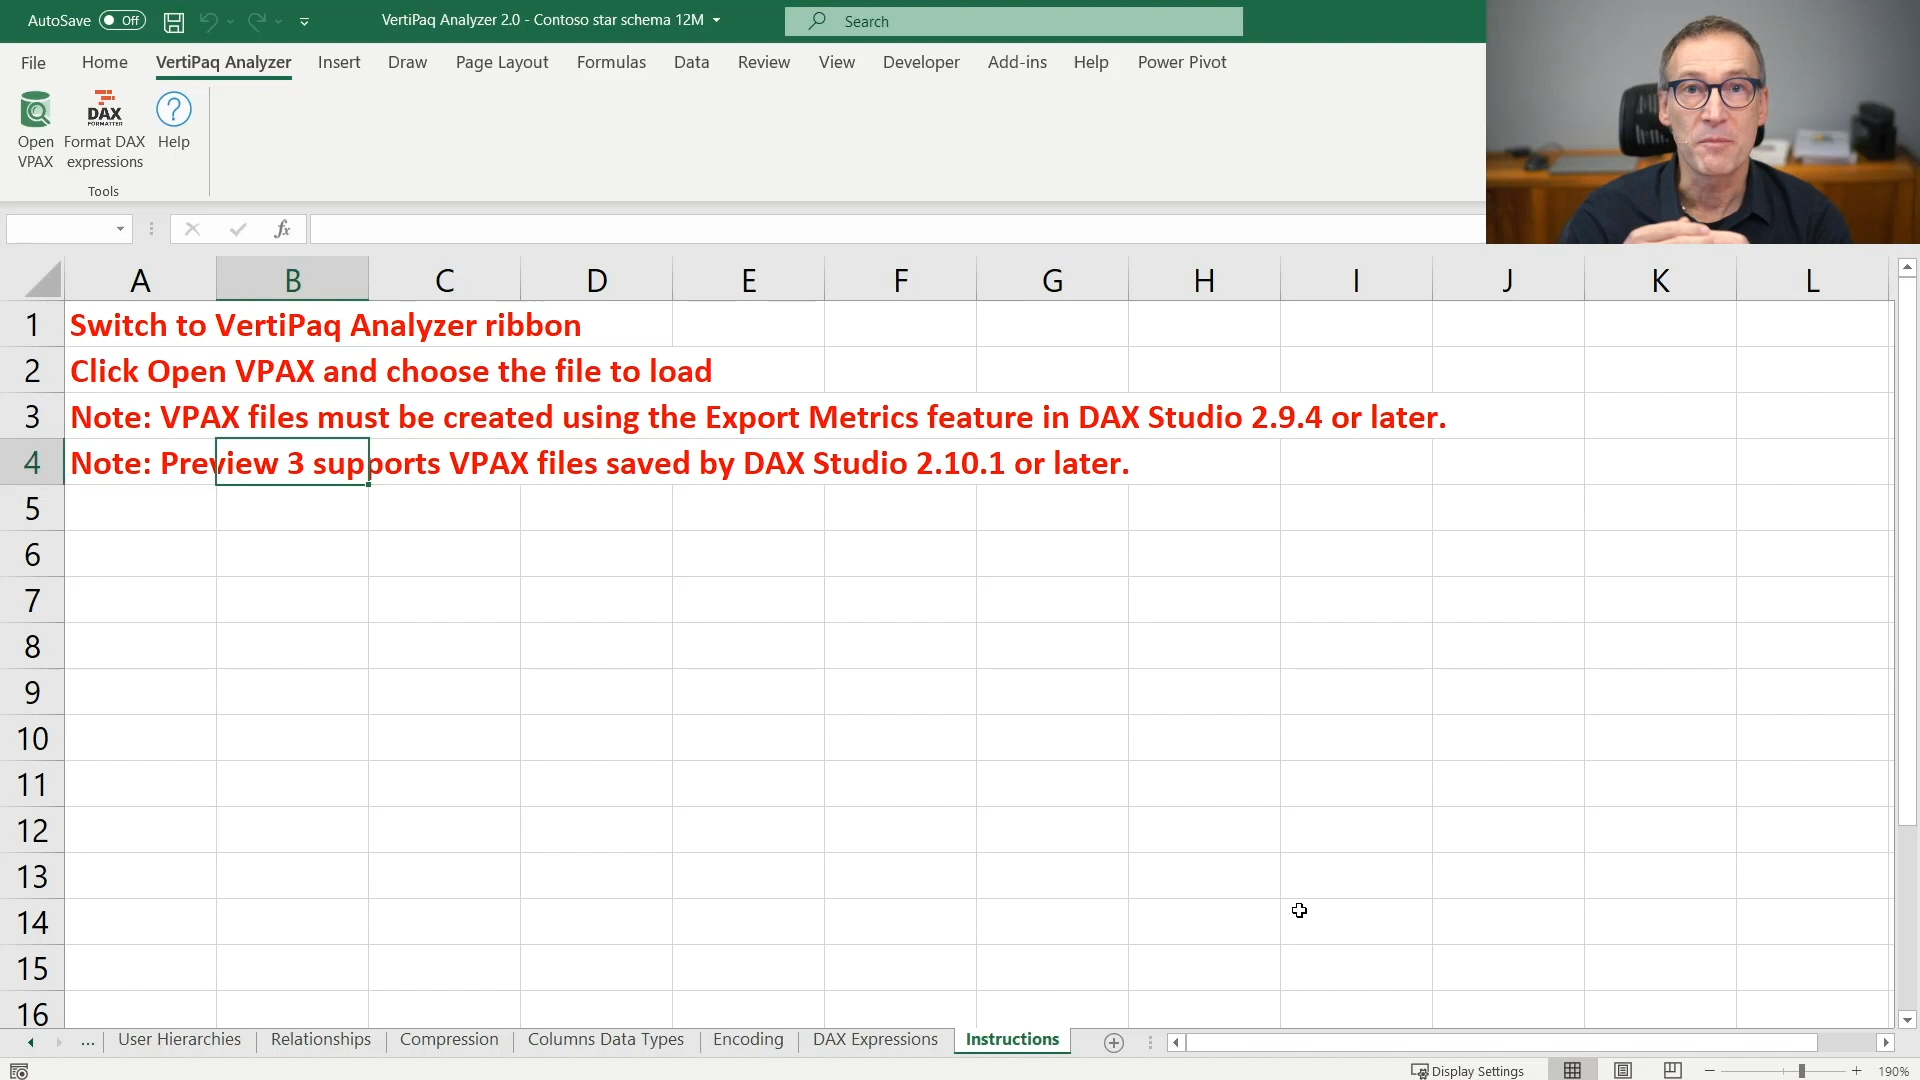 AutoSave Off VertiPaq Analyzer 2.0 - Contoso star schema 12M Search
File Home VertiPaq Analyzer Insert Draw Page Layout Formulas Data Review View Developer Add-ins Help Power Pivot
DAX
FORMATTER
Open Format DAX Help
VPAX expressions
Tools
fx
A B C D E F G H I J K L
1 Switch to VertiPaq Analyzer ribbon
2 Click Open VPAX and choose the file to load
3 Note: VPAX files must be created using the Export Metrics feature in DAX Studio 2.9.4 or later.
4 Note: Preview 3 supports VPAX files saved by DAX Studio 2.10.1 or later.
5
6
7
8
9
10
11
12
13
14
15
16
... User Hierarchies Relationships Compression Columns Data Types Encoding DAX Expressions Instructions
Display Settings 190%